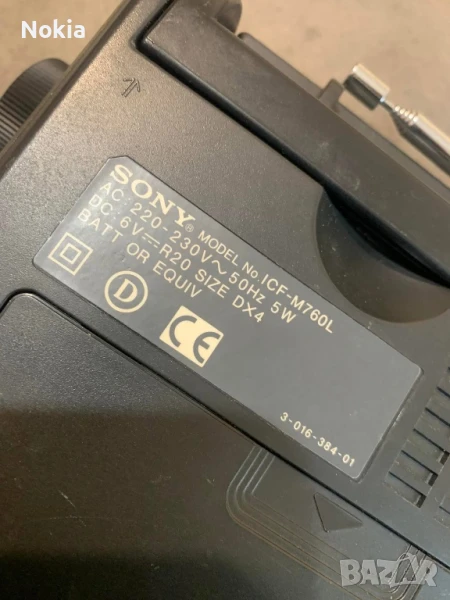 Nokia
SONY® MODEL No. ICF-M760L
AC 220-230V~50Hz 5W
DC 6V⎓R20 SIZE DX4
BATT OR EQUIV
D
CE
3-016-384-01
BAZAR